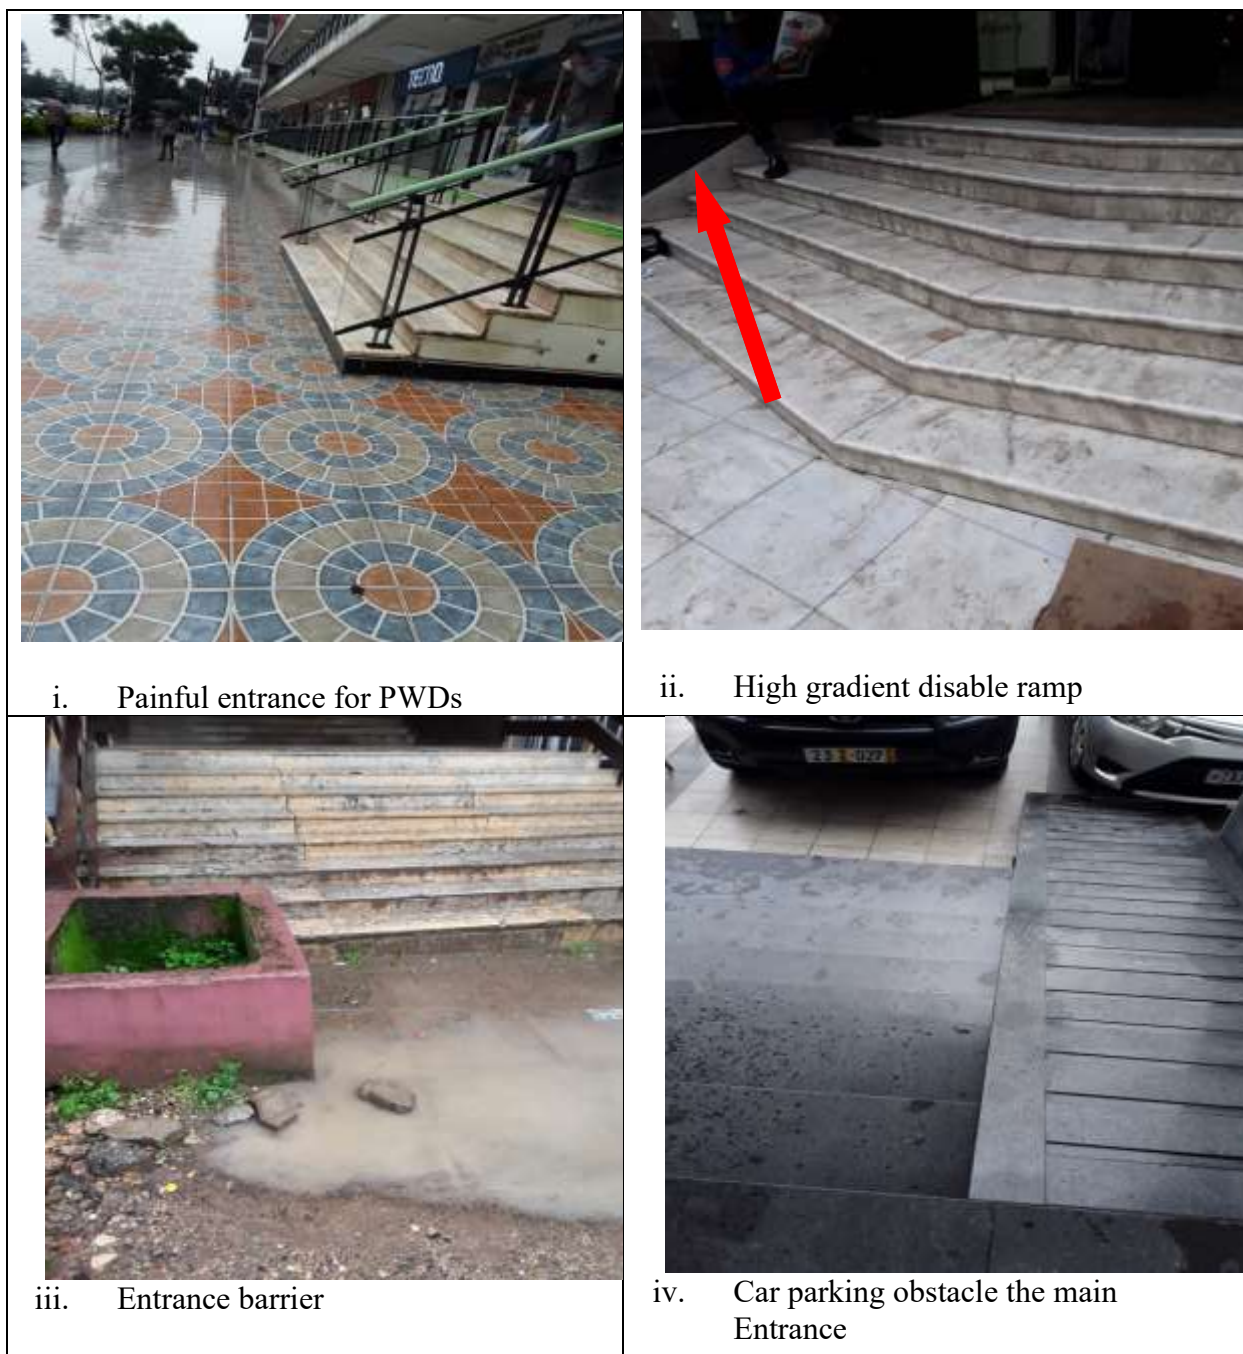 TECNO
i. Painful entrance for PWDs
ii. High gradient disable ramp
iii. Entrance barrier
iv. Car parking obstacle the main
Entrance